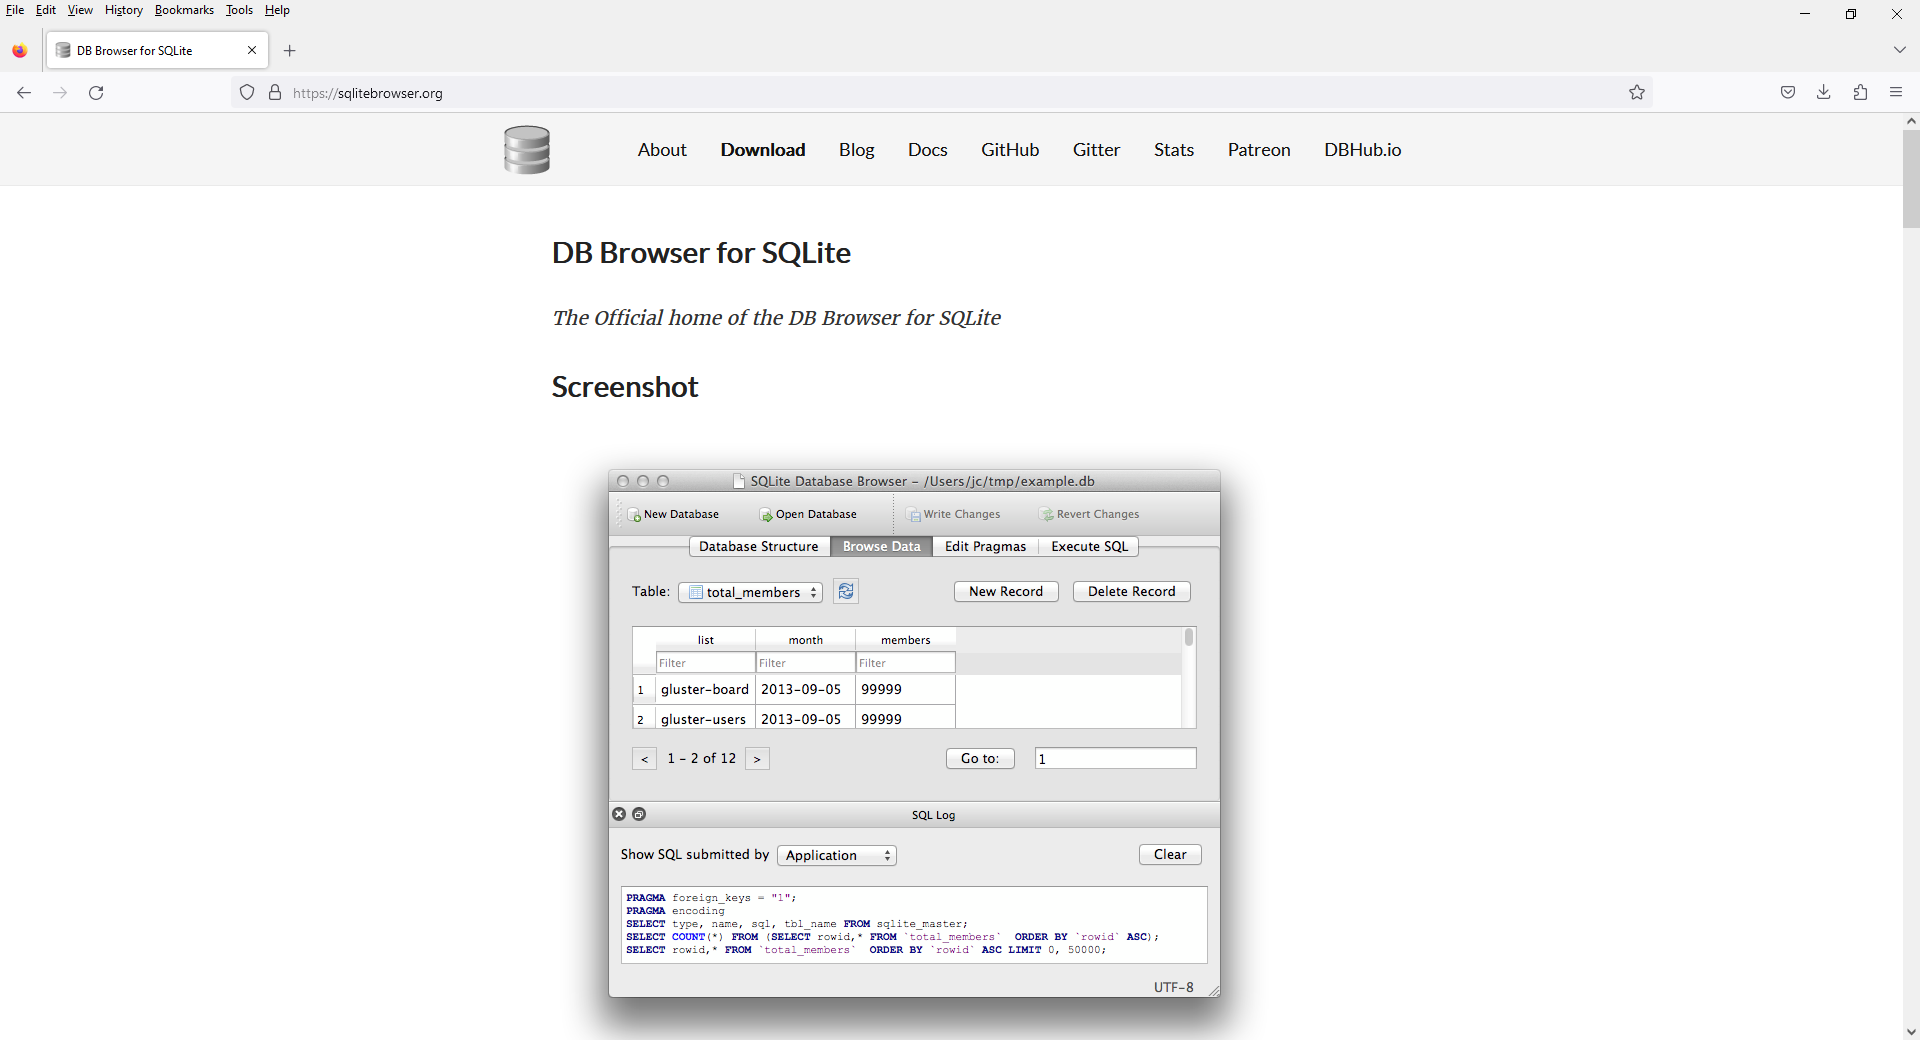 File Edit View History Bookmarks Tools Help
DB Browser for SQLite
https://sqlitebrowser.org
About Download Blog Docs GitHub Gitter Stats Patreon DBHub.io
DB Browser for SQLite
The Official home of the DB Browser for SQLite
Screenshot
SQLite Database Browser - /Users/jc/tmp/example.db
New Database Open Database Write Changes Revert Changes
Database Structure Browse Data Edit Pragmas Execute SQL
Table: total_members New Record Delete Record
list month members
Filter Filter Filter
1 gluster-board 2013-09-05 99999
2 gluster-users 2013-09-05 99999
< 1 - 2 of 12 > Go to: 1
SQL Log
Show SQL submitted by Application Clear
PRAGMA foreign_keys = "1";
PRAGMA encoding
SELECT type, name, sql, tbl_name FROM sqlite_master;
SELECT COUNT(*) FROM (SELECT rowid,* FROM `total_members` ORDER BY `rowid` ASC);
SELECT rowid,* FROM `total_members` ORDER BY `rowid` ASC LIMIT 0, 50000;
UTF-8